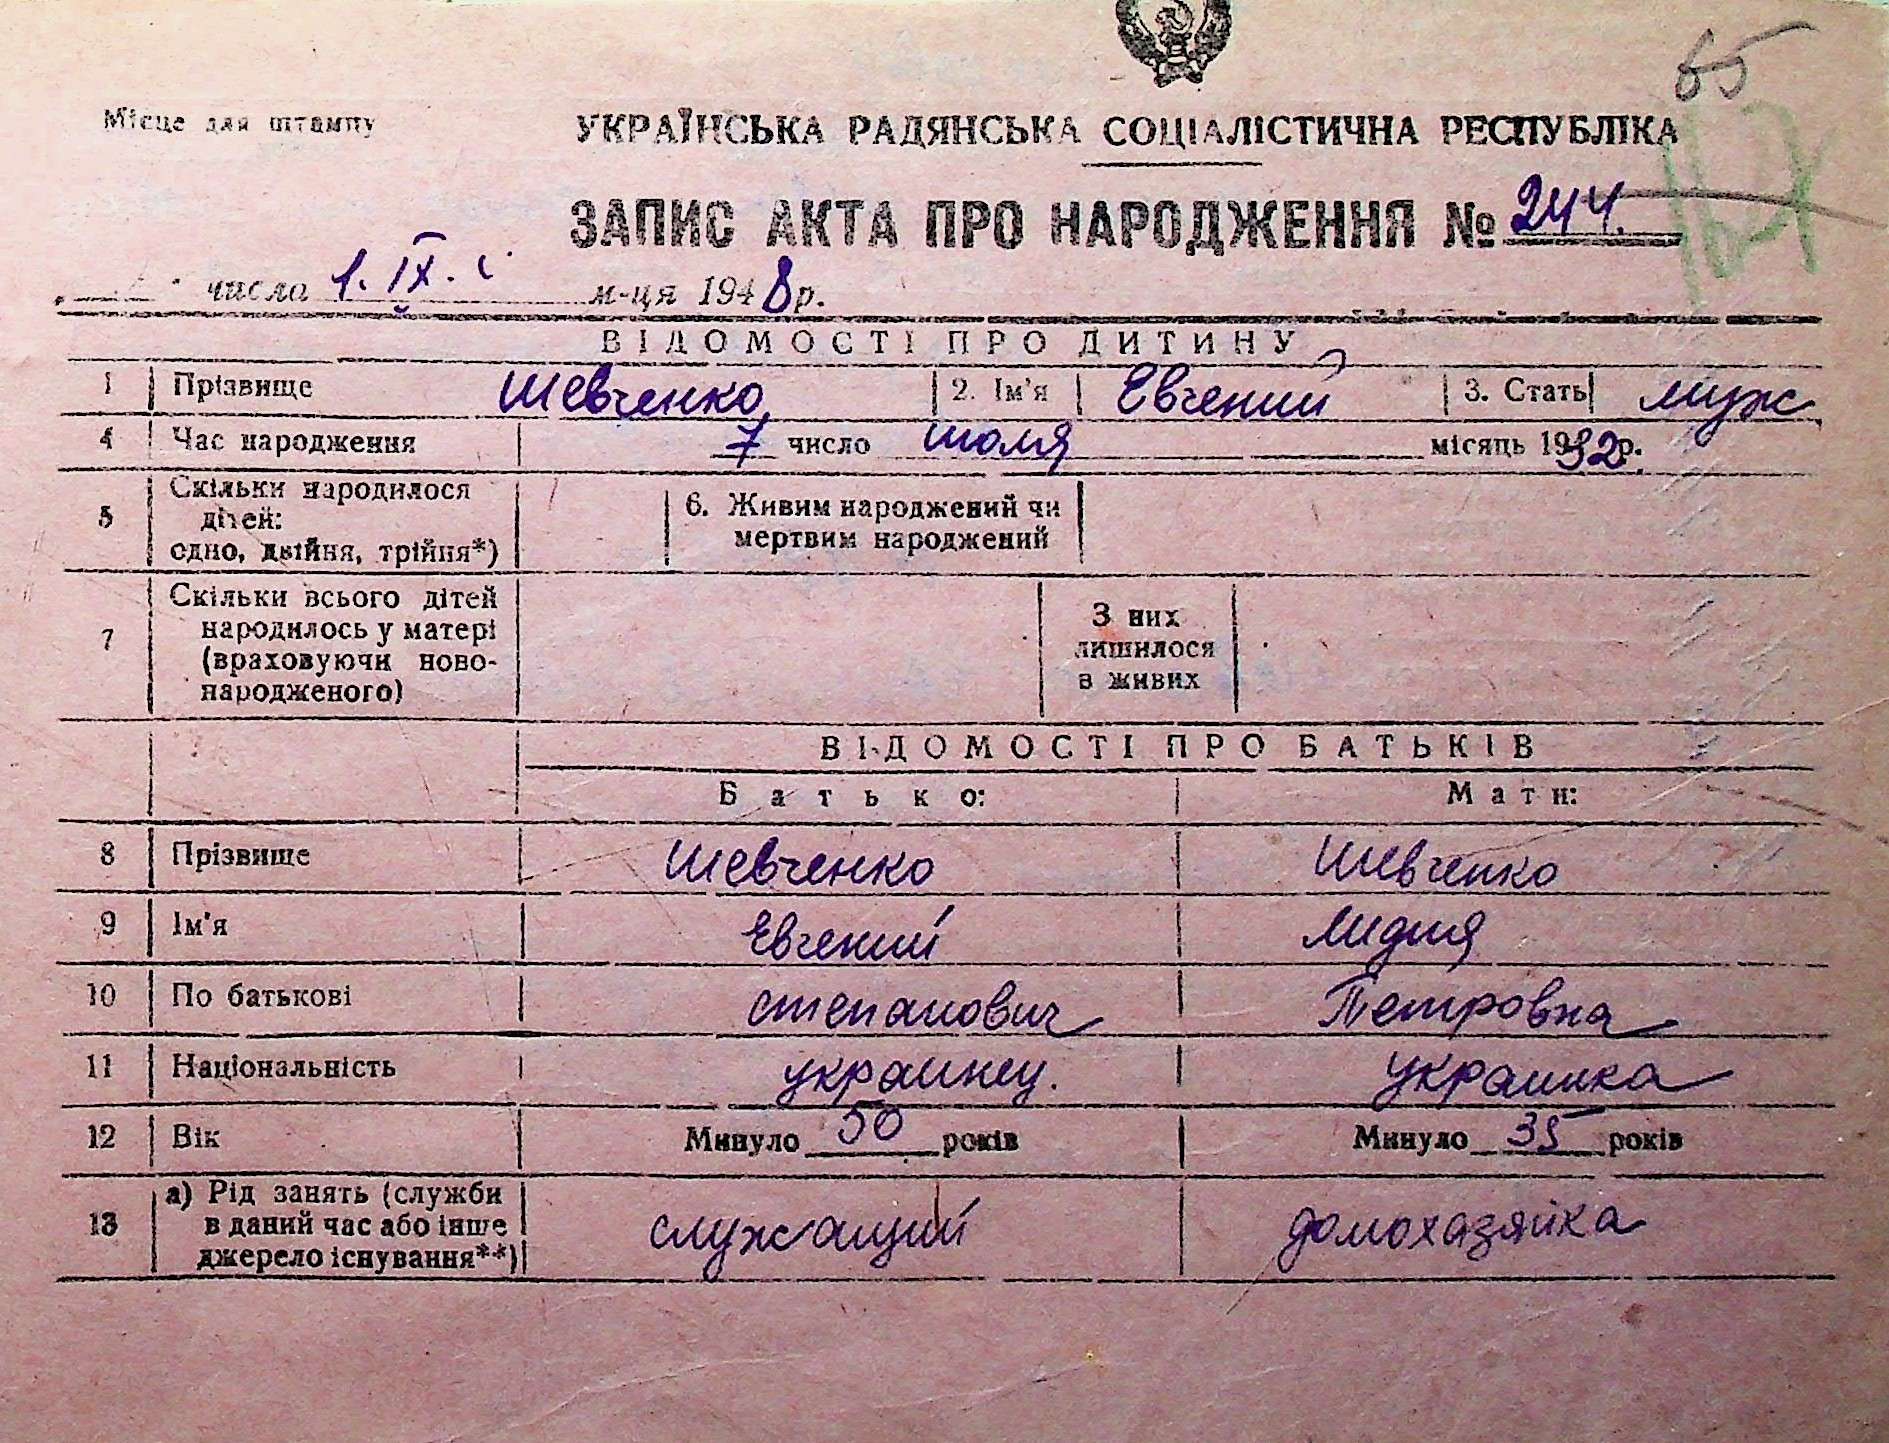 65
Місце для штампу
УКРАЇНСЬКА РАДЯНСЬКА СОЦІАЛІСТИЧНА РЕСПУБЛІКА
ЗАПИС АКТА ПРО НАРОДЖЕННЯ № 244.
числа 1. IX. м-ця 1948 р.
ВІДОМОСТІ ПРО ДИТИНУ
1 Прізвище Шевченко 2. Ім'я Евгений 3. Стать муж
4 Час народження 7 число июля місяць 1932 р.
5 Скільки народилося дітей: одно, двійня, трійня*) 6. Живим народжений чи мертвим народжений
7 Скільки всього дітей народилось у матері (враховуючи ново-народженого) З них лишилося в живих
ВІДОМОСТІ ПРО БАТЬКІВ
Батько: Мати:
8 Прізвище Шевченко Шевченко
9 Ім'я Евгений Лидия
10 По батькові Степанович Петровна
11 Національність украинец. украинка
12 Вік Минуло 50 років Минуло 35 років
13 а) Рід занять (служби в даний час або інше джерело існування**) служащий домохазяйка